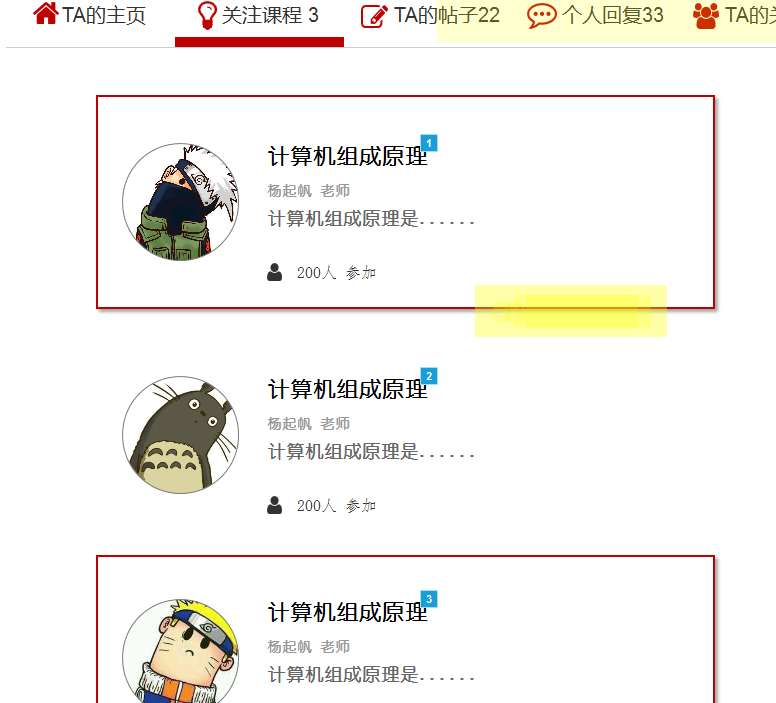 TA的主页 关注课程 3 TA的帖子22 个人回复33
计算机组成原理 1
杨起帆 老师
计算机组成原理是......
200人 参加
计算机组成原理 2
杨起帆 老师
计算机组成原理是......
200人 参加
计算机组成原理 3
杨起帆 老师
计算机组成原理是......